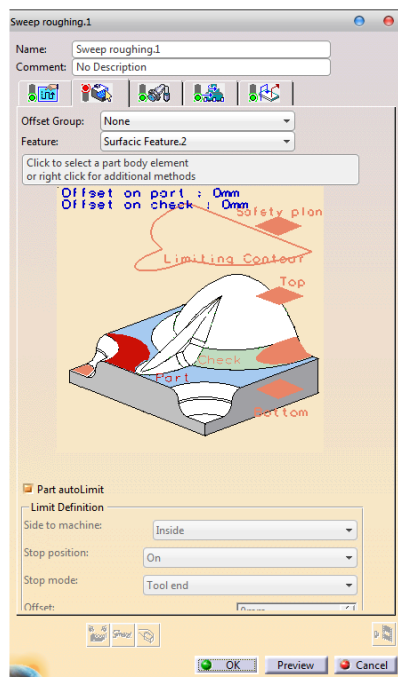 Sweep roughing.1
Name: Sweep roughing.1
Comment: No Description
Offset Group: None
Feature: Surfacic Feature.2
Click to select a part body element
or right click for additional methods
Offset on part : 0mm
Offset on check : 0mm
Safety plan
Limiting Contour
Top
Check
Part
Bottom
Part autoLimit
Limit Definition
Side to machine: Inside
Stop position: On
Stop mode: Tool end
Offset: 0mm
OK Preview Cancel